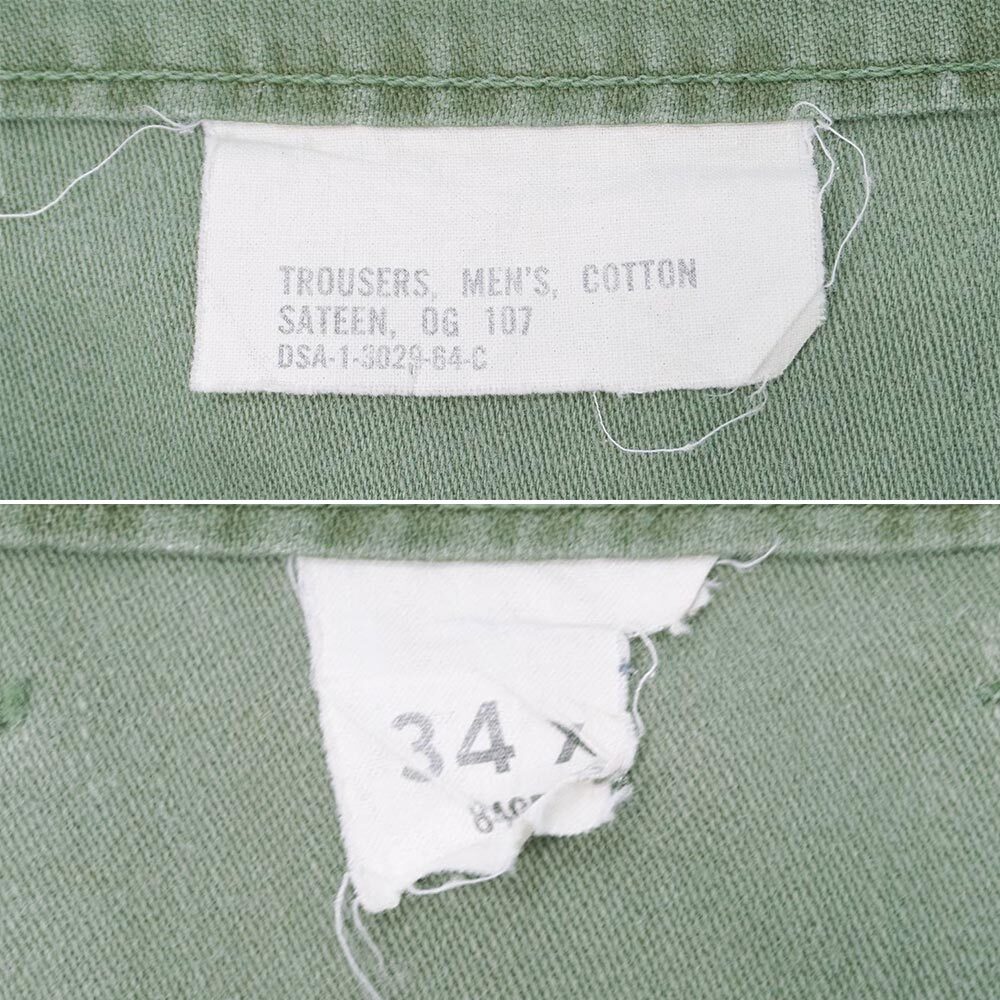 TROUSERS, MEN'S, COTTON
SATEEN, OG 107
DSA-1-3029-64-C
34 X